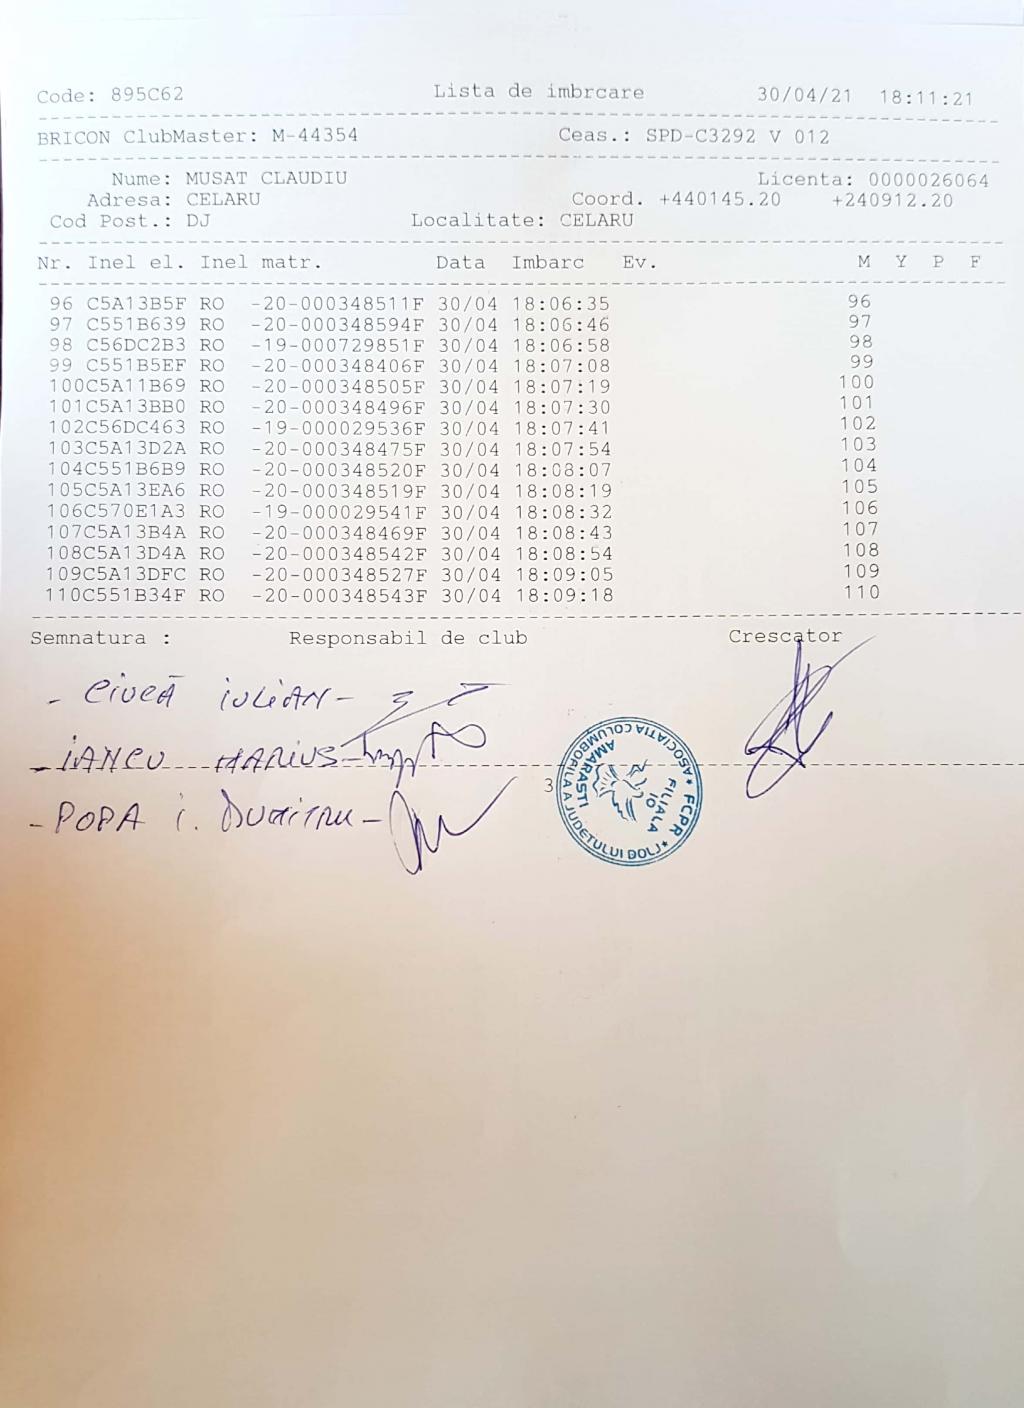 Code: 895C62 Lista de imbrcare 30/04/21 18:11:21
BRICON ClubMaster: M-44354 Ceas.: SPD-C3292 V 012
Nume: MUSAT CLAUDIU Licenta: 0000026064
Adresa: CELARU Coord. +440145.20 +240912.20
Cod Post.: DJ Localitate: CELARU
Nr. Inel el. Inel matr. Data Imbarc Ev. M Y P F
96 C5A13B5F RO -20-000348511F 30/04 18:06:35 96
97 C551B639 RO -20-000348594F 30/04 18:06:46 97
98 C56DC2B3 RO -19-000729851F 30/04 18:06:58 98
99 C551B5EF RO -20-000348406F 30/04 18:07:08 99
100C5A11B69 RO -20-000348505F 30/04 18:07:19 100
101C5A13BB0 RO -20-000348496F 30/04 18:07:30 101
102C56DC463 RO -19-000029536F 30/04 18:07:41 102
103C5A13D2A RO -20-000348475F 30/04 18:07:54 103
104C551B6B9 RO -20-000348520F 30/04 18:08:07 104
105C5A13EA6 RO -20-000348519F 30/04 18:08:19 105
106C570E1A3 RO -19-000029541F 30/04 18:08:32 106
107C5A13B4A RO -20-000348469F 30/04 18:08:43 107
108C5A13D4A RO -20-000348542F 30/04 18:08:54 108
109C5A13DFC RO -20-000348527F 30/04 18:09:05 109
110C551B34F RO -20-000348543F 30/04 18:09:18 110
Semnatura : Responsabil de club Crescator
- CIUCĂ IULIAN -
- IANCU MARIUS -
3
- POPA I. DUMITRU -
ASOCIATIA COLUMBOFILA A JUDETULUI DOLJ * FCPR *
FILIALA 10
AMARASTI